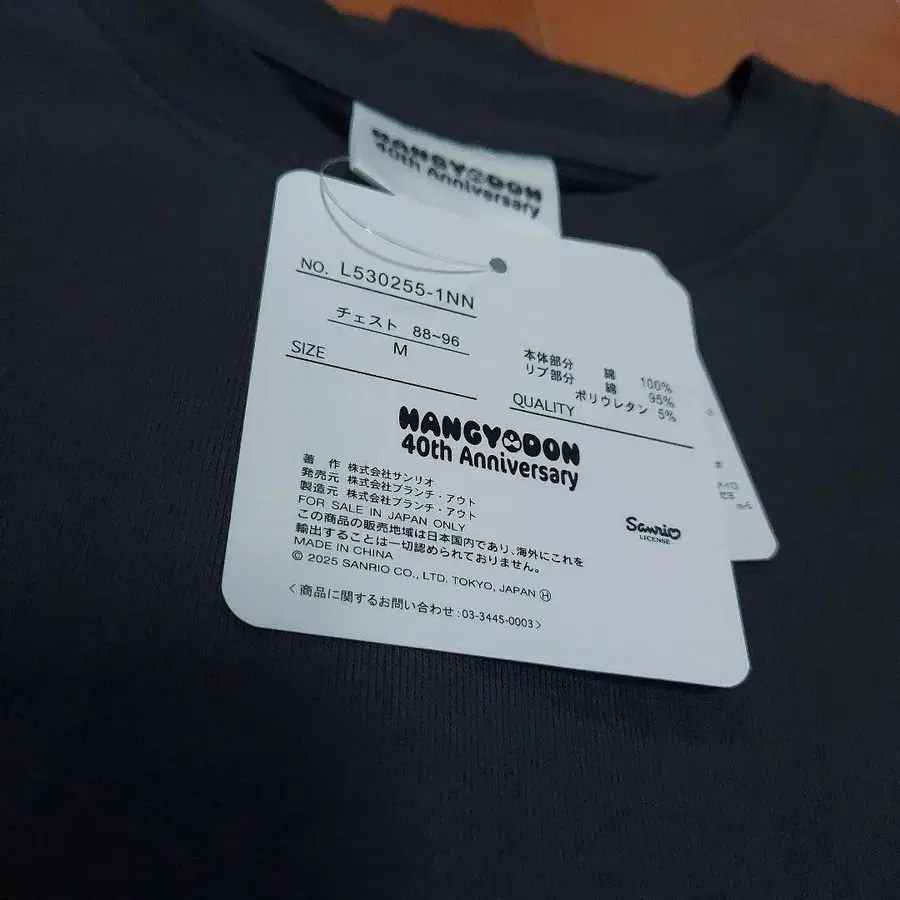 HANGYODON
40th Anniversary
NO. L530255-1NN
チェスト 88~96
SIZE M
本体部分 綿 100%
リブ部分 綿 95%
ポリウレタン 5%
QUALITY
HANGYODON
40th Anniversary
著 作 株式会社サンリオ
発売元 株式会社ブランチ・アウト
製造元 株式会社ブランチ・アウト
FOR SALE IN JAPAN ONLY
この商品の販売地域は日本国内であり、海外にこれを
輸出することは一切認められておりません。
MADE IN CHINA
© 2025 SANRIO CO., LTD. TOKYO, JAPAN Ⓗ
Sanrio
LICENSE
〈商品に関するお問い合わせ:03-3445-0003〉